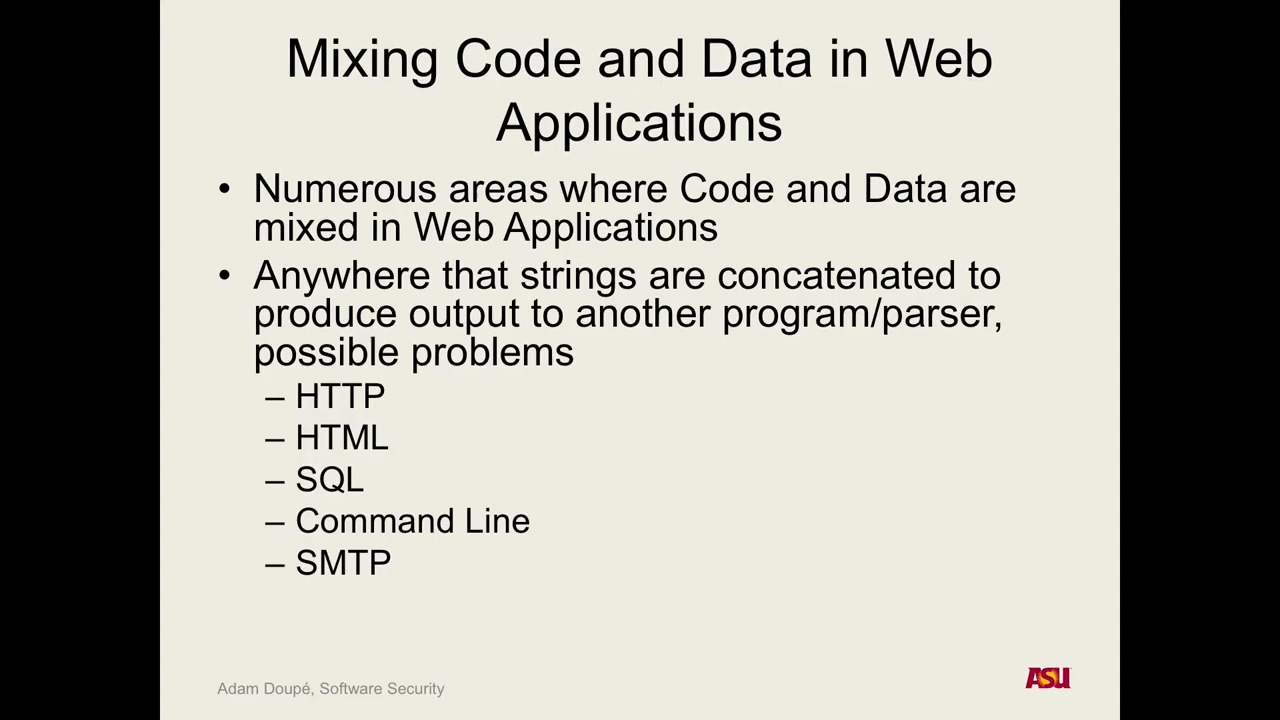 Mixing Code and Data in Web
Applications
• Numerous areas where Code and Data are
mixed in Web Applications
• Anywhere that strings are concatenated to
produce output to another program/parser,
possible problems
– HTTP
– HTML
– SQL
– Command Line
– SMTP
Adam Doupé, Software Security
ASU